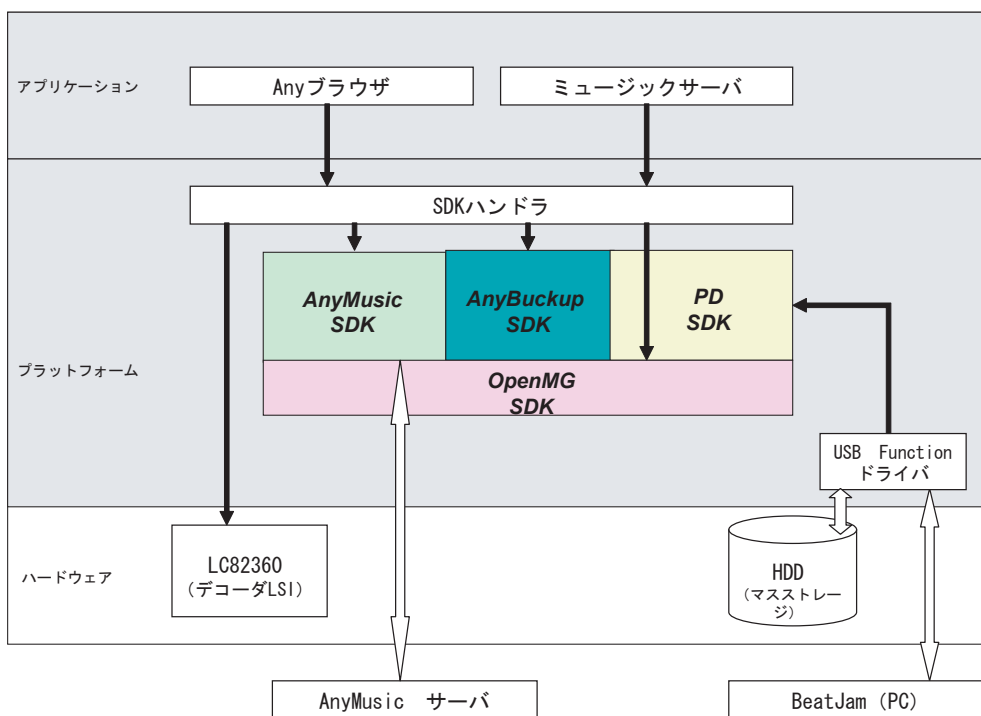 アプリケーション
Anyブラウザ
ミュージックサーバ
SDKハンドラ
AnyMusic
SDK
AnyBuckup
SDK
PD
SDK
プラットフォーム
OpenMG
SDK
USB Function
ドライバ
ハードウェア
LC82360
(デコーダLSI)
HDD
(マスストレー
ジ)
AnyMusic サーバ
BeatJam (PC)